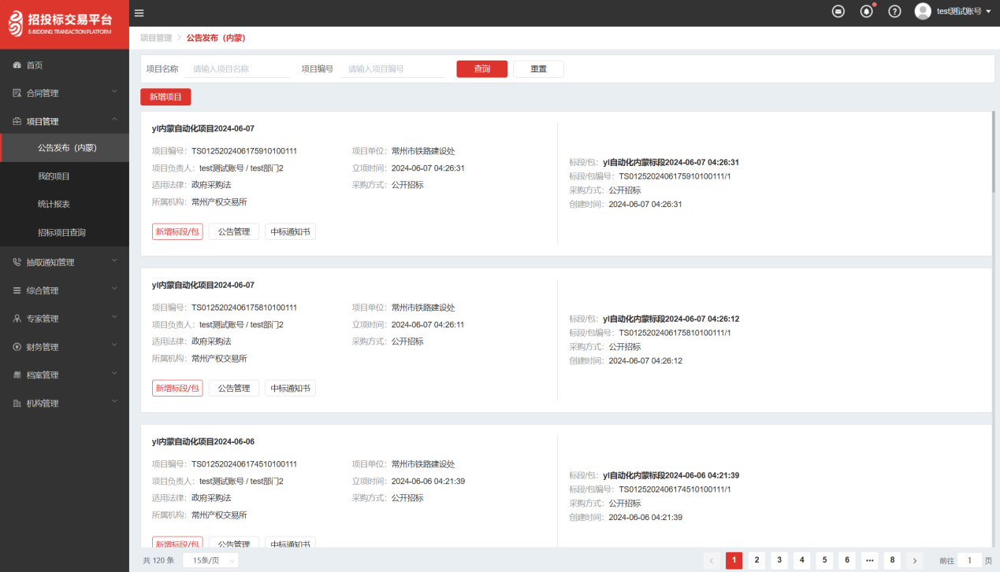 招投标交易平台
E-BIDDING TRANSACTION PLATFORM
test测试账号
首页
合同管理
项目管理
公告发布（内蒙）
我的项目
统计报表
招标项目查询
抽取通知管理
综合管理
专家管理
财务管理
档案管理
机构管理
项目管理 > 公告发布（内蒙）
项目名称 请输入项目名称 项目编号 请输入项目编号 查询 重置
新增项目
yl内蒙自动化项目2024-06-07
项目编号： TS0125202406175910100111 项目单位： 常州市铁路建设处
项目负责人： test测试账号 / test部门2 立项时间： 2024-06-07 04:26:31
适用法律： 政府采购法 采购方式： 公开招标
所属机构： 常州产权交易所
新增标段/包 公告管理 中标通知书
标段/包： yl自动化内蒙标段2024-06-07 04:26:31
标段/包编号： TS0125202406175910100111/1
采购方式： 公开招标
创建时间： 2024-06-07 04:26:31
yl内蒙自动化项目2024-06-07
项目编号： TS0125202406175810100111 项目单位： 常州市铁路建设处
项目负责人： test测试账号 / test部门2 立项时间： 2024-06-07 04:26:11
适用法律： 政府采购法 采购方式： 公开招标
所属机构： 常州产权交易所
新增标段/包 公告管理 中标通知书
标段/包： yl自动化内蒙标段2024-06-07 04:26:12
标段/包编号： TS0125202406175810100111/1
采购方式： 公开招标
创建时间： 2024-06-07 04:26:12
yl内蒙自动化项目2024-06-06
项目编号： TS0125202406174510100111 项目单位： 常州市铁路建设处
项目负责人： test测试账号 / test部门2 立项时间： 2024-06-06 04:21:39
适用法律： 政府采购法 采购方式： 公开招标
所属机构： 常州产权交易所
新增标段/包 公告管理 中标通知书
标段/包： yl自动化内蒙标段2024-06-06 04:21:39
标段/包编号： TS0125202406174510100111/1
采购方式： 公开招标
创建时间： 2024-06-06 04:21:39
共 120 条 15条/页 1 2 3 4 5 6 ••• 8 前往 1 页